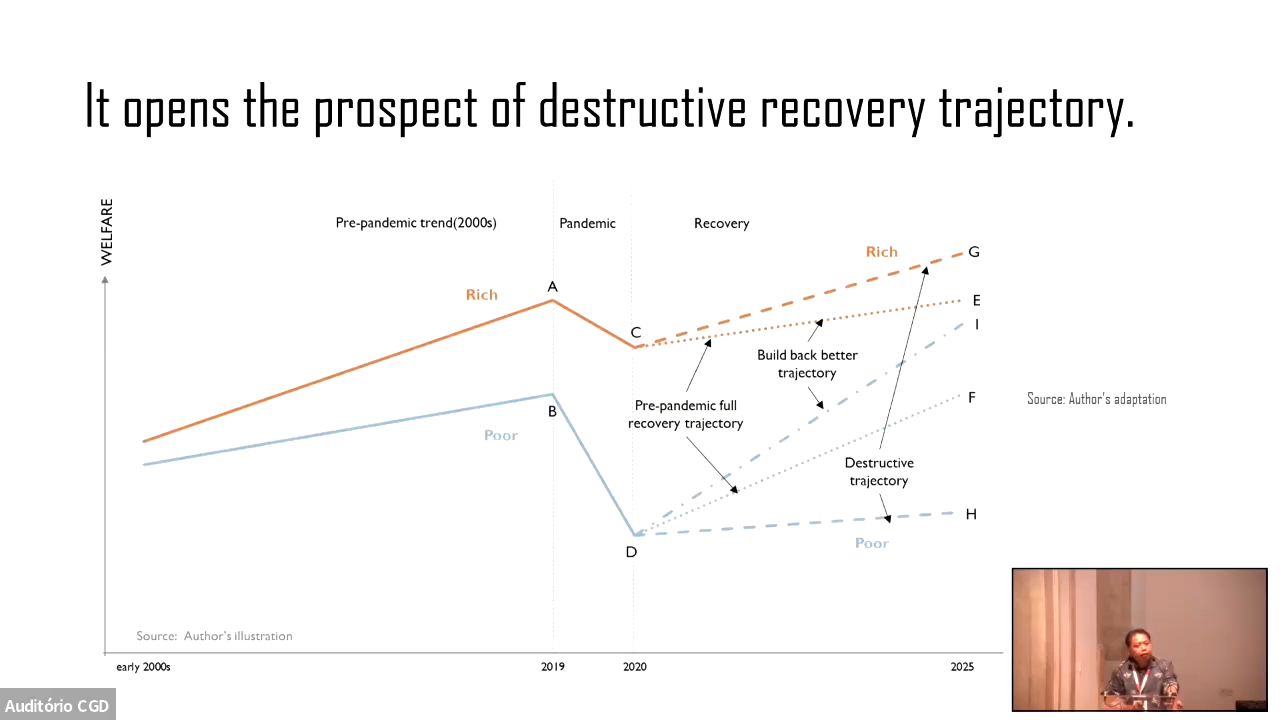 It opens the prospect of destructive recovery trajectory.
WELFARE
Pre-pandemic trend(2000s)
Pandemic
Recovery
Rich
A
C
Rich
G
E
I
Build back better
trajectory
B
Poor
Pre-pandemic full
recovery trajectory
F
Source: Author's adaptation
Destructive
trajectory
H
Poor
D
Source: Author's illustration
early 2000s
2019
2020
2025
Auditório CGD